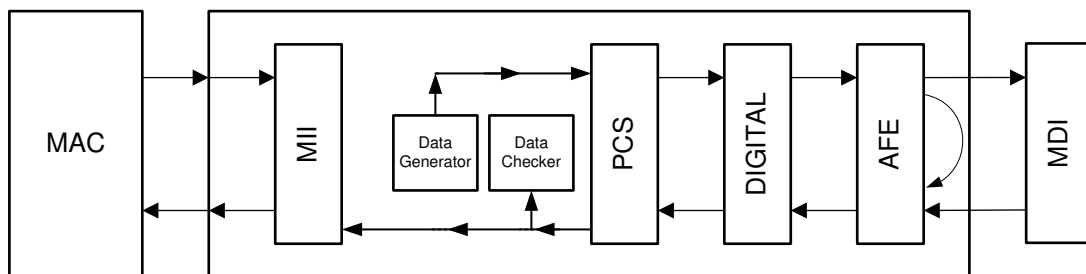 MAC
MII
Data
Generator
Data
Checker
PCS
DIGITAL
AFE
MDI